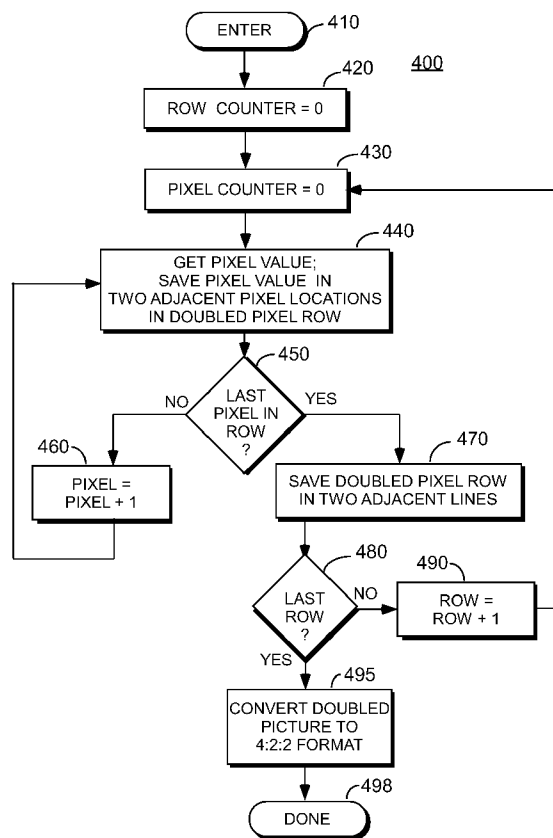 ENTER
410
420
400
ROW COUNTER = 0
430
PIXEL COUNTER = 0
440
GET PIXEL VALUE;
SAVE PIXEL VALUE IN
TWO ADJACENT PIXEL LOCATIONS
IN DOUBLED PIXEL ROW
450
LAST
PIXEL IN
ROW
?
NO
YES
460
PIXEL =
PIXEL + 1
470
SAVE DOUBLED PIXEL ROW
IN TWO ADJACENT LINES
480
LAST
ROW
?
NO
490
ROW =
ROW + 1
YES
495
CONVERT DOUBLED
PICTURE TO
4:2:2 FORMAT
498
DONE